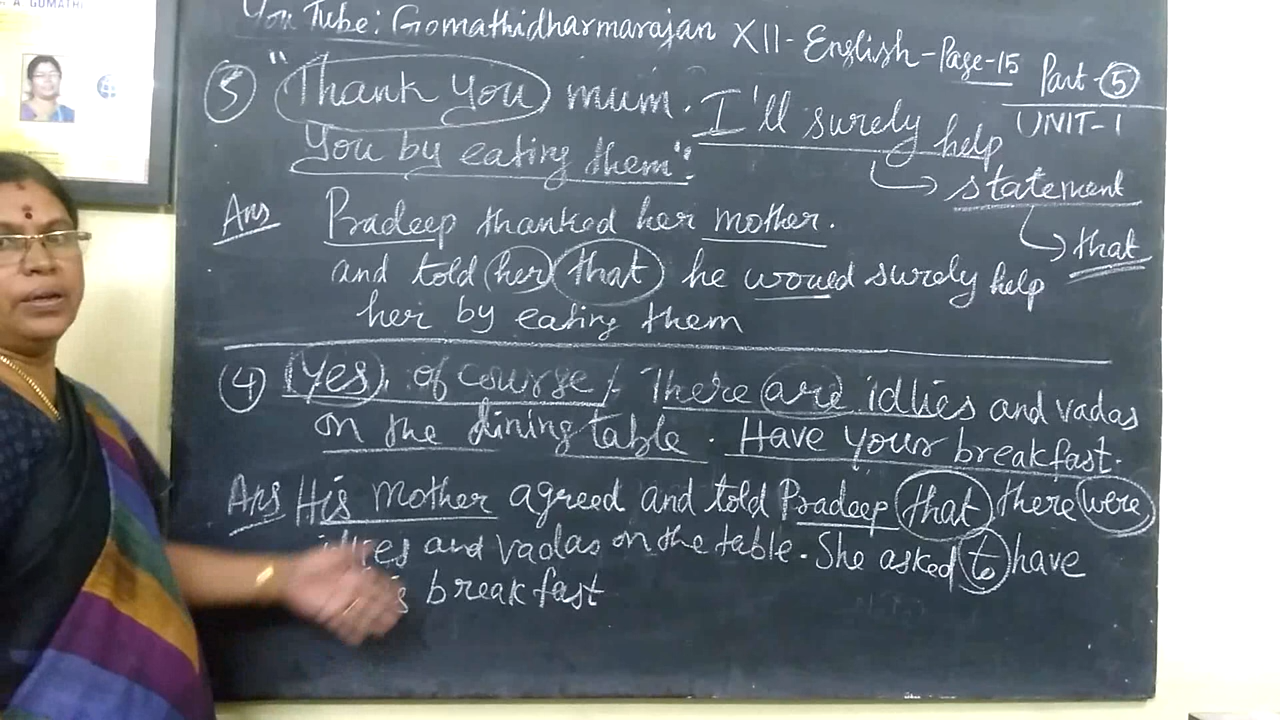 A GOMATHI
YouTube: Gomathidharmarajan XII - English - Page-15
Part - 5
UNIT-1
3 "Thank you mum. I'll surely help
you by eating them".
statement
that
Ans Pradeep thanked her mother.
and told her that he would surely help
her by eating them
4 Yes, of course /. There are idlies and vadas
on the dining table. Have your breakfast.
Ans His Mother agreed and told Pradeep that there were
idlies and vadas on the table. She asked to have
breakfast